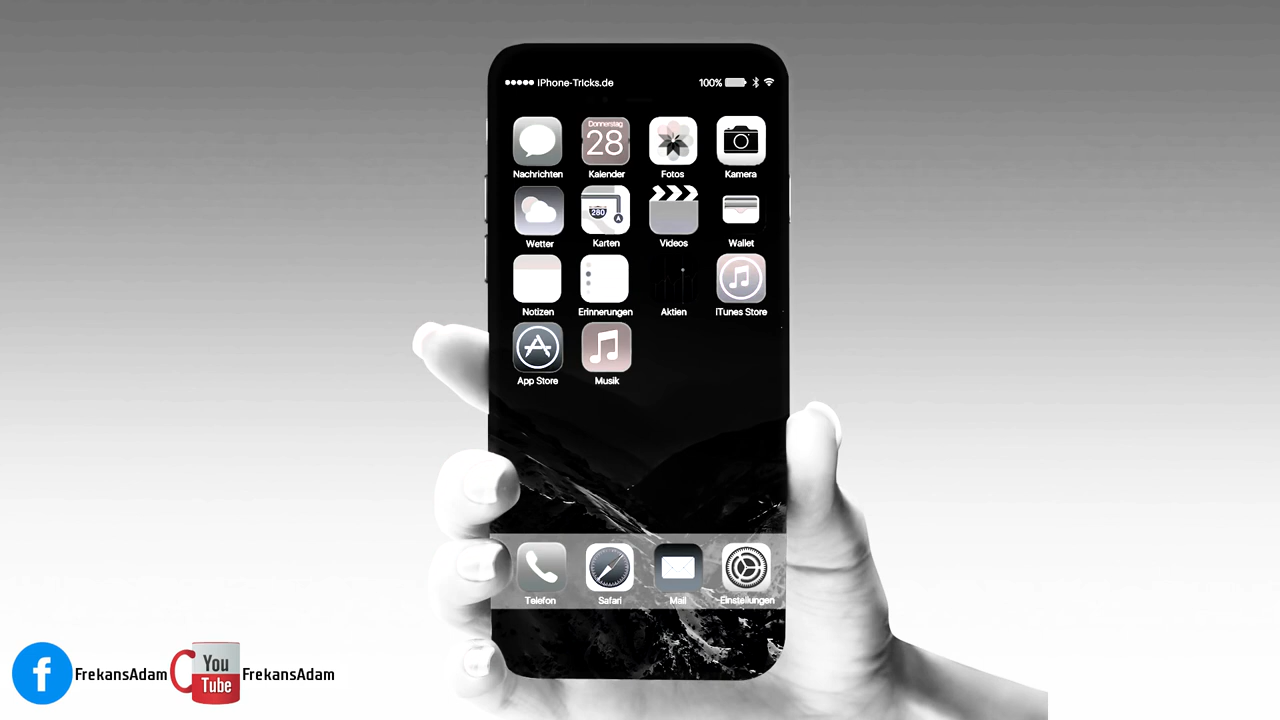 iPhone-Tricks.de 100%
Donnerstag
28
Nachrichten Kalender Fotos Kamera
280 A
Wetter Karten Videos Wallet
Notizen Erinnerungen Aktien iTunes Store
App Store Musik
Telefon Safari Mail Einstellungen
f FrekansAdam You Tube FrekansAdam